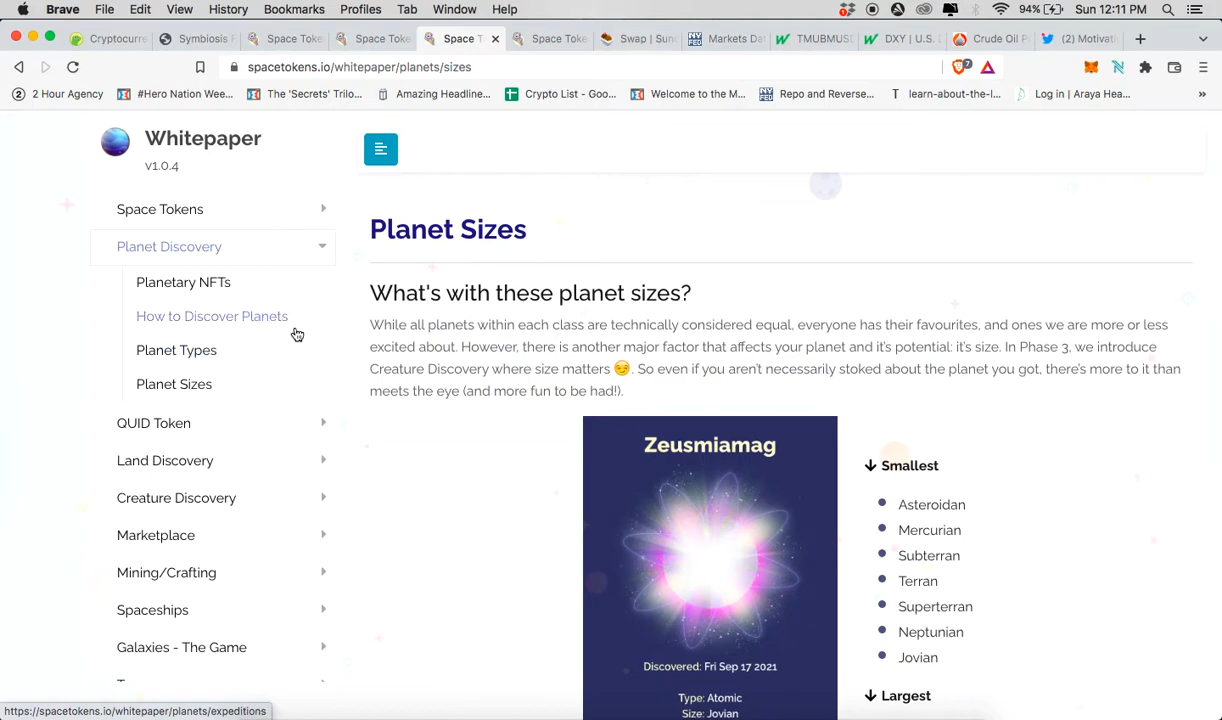 Brave File Edit View History Bookmarks Profiles Tab Window Help 94% Sun 12:11 PM
Cryptocurre Symbiosis F Space Toke Space Toke Space T Space Toke Swap | Sun Markets Da TMUBMUS DXY | U.S. D Crude Oil P (2) Motivati
spacetokens.io/whitepaper/planets/sizes 7
2 Hour Agency #Hero Nation Wee... The 'Secrets' Trilo... Amazing Headline... Crypto List - Goo... Welcome to the M... Repo and Reverse... T learn-about-the-l... Log in | Araya Hea...
Whitepaper
v1.0.4
Space Tokens
Planet Discovery
Planetary NFTs
How to Discover Planets
Planet Types
Planet Sizes
QUID Token
Land Discovery
Creature Discovery
Marketplace
Mining/Crafting
Spaceships
Galaxies - The Game
https://spacetokens.io/whitepaper/planets/expeditions
Planet Sizes
What's with these planet sizes?
While all planets within each class are technically considered equal, everyone has their favourites, and ones we are more or less
excited about. However, there is another major factor that affects your planet and it's potential: it's size. In Phase 3, we introduce
Creature Discovery where size matters 😏. So even if you aren't necessarily stoked about the planet you got, there's more to it than
meets the eye (and more fun to be had!).
Zeusmiamag
Discovered: Fri Sep 17 2021
Type: Atomic
Size: Jovian
↓ Smallest
Asteroidan
Mercurian
Subterran
Terran
Superterran
Neptunian
Jovian
↓ Largest